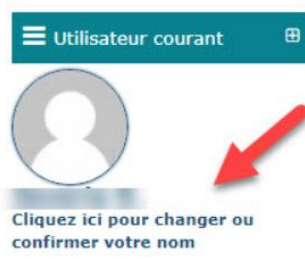 Utilisateur courant
Cliquez ici pour changer ou
confirmer votre nom